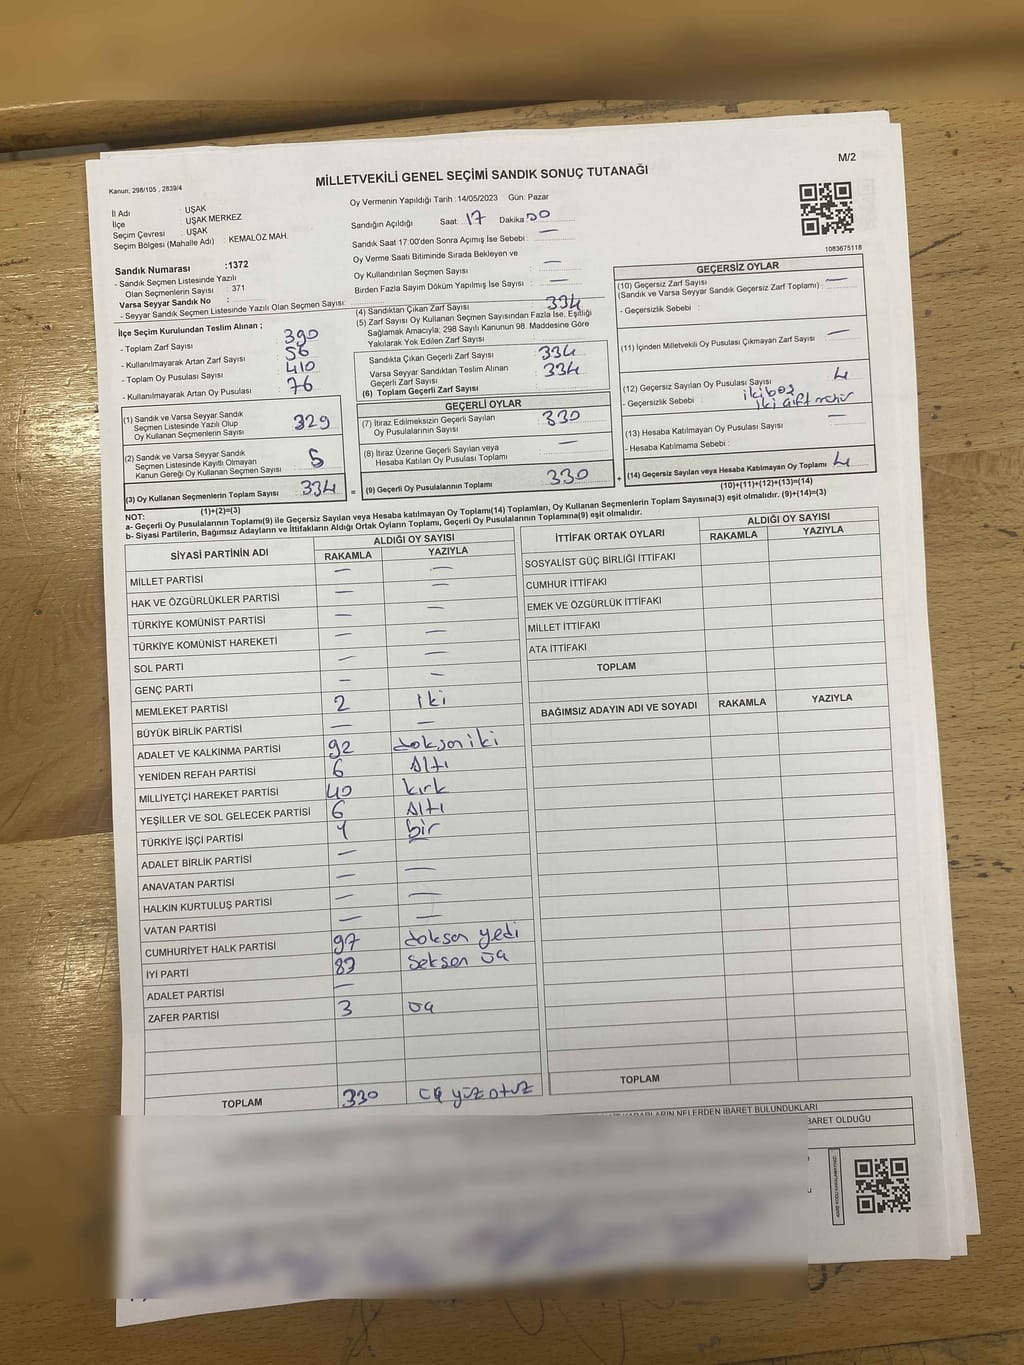 M/2
Kanun: 298/105 , 2839/4
MİLLETVEKİLİ GENEL SEÇİMİ SANDIK SONUÇ TUTANAĞI
İl Adı : UŞAK
İlçe : UŞAK MERKEZ
Seçim Çevresi : UŞAK
Seçim Bölgesi (Mahalle Adı) : KEMALÖZ MAH.
Sandık Numarası :1372
- Sandık Seçmen Listesinde Yazılı
Olan Seçmenlerin Sayısı : 371
Varsa Seyyar Sandık No :
- Seyyar Sandık Seçmen Listesinde Yazılı Olan Seçmen Sayısı:
Oy Vermenin Yapıldığı Tarih :14/05/2023 Gün: Pazar
Sandığın Açıldığı Saat: 17 Dakika 00
Sandık Saat 17:00'den Sonra Açılmış İse Sebebi : —
Oy Verme Saati Bitiminde Sırada Bekleyen ve
Oy Kullandırılan Seçmen Sayısı —
Birden Fazla Sayım Döküm Yapılmış İse Sayısı : —
1083675118
İlçe Seçim Kurulundan Teslim Alınan ;
- Toplam Zarf Sayısı : 390
- Kullanılmayarak Artan Zarf Sayısı : 56
- Toplam Oy Pusulası Sayısı : 410
- Kullanılmayarak Artan Oy Pusulası : 76
(1) Sandık ve Varsa Seyyar Sandık
Seçmen Listesinde Yazılı Olup
Oy Kullanan Seçmenlerin Sayısı 329
(2) Sandık ve Varsa Seyyar Sandık
Seçmen Listesinde Kayıtlı Olmayan
Kanun Gereği Oy Kullanan Seçmen Sayısı 5
(3) Oy Kullanan Seçmenlerin Toplam Sayısı : 334
(1)+(2)=(3)
(4) Sandıktan Çıkan Zarf Sayısı : 334
(5) Zarf Sayısı Oy Kullanan Seçmen Sayısından Fazla İse, Eşitliği
Sağlamak Amacıyla; 298 Sayılı Kanunun 98. Maddesine Göre
Yakılarak Yok Edilen Zarf Sayısı :
Sandıkta Çıkan Geçerli Zarf Sayısı : 334
Varsa Seyyar Sandıktan Teslim Alınan
Geçerli Zarf Sayısı : 334
(6) Toplam Geçerli Zarf Sayısı :
GEÇERLİ OYLAR
(7) İtiraz Edilmeksizin Geçerli Sayılan
Oy Pusulalarının Sayısı : 330
(8) İtiraz Üzerine Geçerli Sayılan veya
Hesaba Katılan Oy Pusulası Toplamı : —
= (9) Geçerli Oy Pusulalarının Toplamı : 330
GEÇERSİZ OYLAR
(10) Geçersiz Zarf Sayısı
(Sandık ve Varsa Seyyar Sandık Geçersiz Zarf Toplamı) : —
- Geçersizlik Sebebi :
(11) İçinden Milletvekili Oy Pusulası Çıkmayan Zarf Sayısı : —
(12) Geçersiz Sayılan Oy Pusulası Sayısı : 4
- Geçersizlik Sebebi : iki boş
iki çift mühür
(13) Hesaba Katılmayan Oy Pusulası Sayısı : —
- Hesaba Katılmama Sebebi :
+ (14) Geçersiz Sayılan veya Hesaba Katılmayan Oy Toplamı : 4
(10)+(11)+(12)+(13)=(14)
NOT:
a- Geçerli Oy Pusulalarının Toplamı(9) ile Geçersiz Sayılan veya Hesaba katılmayan Oy Toplamı(14) Toplamları, Oy Kullanan Seçmenlerin Toplam Sayısına(3) eşit olmalıdır. (9)+(14)=(3)
b- Siyasi Partilerin, Bağımsız Adayların ve İttifakların Aldığı Ortak Oyların Toplamı, Geçerli Oy Pusulalarının Toplamına(9) eşit olmalıdır.
SİYASİ PARTİNİN ADI ALDIĞI OY SAYISI
RAKAMLA YAZIYLA
MİLLET PARTİSİ — —
HAK VE ÖZGÜRLÜKLER PARTİSİ — —
TÜRKİYE KOMÜNİST PARTİSİ — —
TÜRKİYE KOMÜNİST HAREKETİ — —
SOL PARTİ — —
GENÇ PARTİ — —
MEMLEKET PARTİSİ 2 iki
BÜYÜK BİRLİK PARTİSİ — —
ADALET VE KALKINMA PARTİSİ 92 doksan iki
YENİDEN REFAH PARTİSİ 6 altı
MİLLİYETÇİ HAREKET PARTİSİ 40 kırk
YEŞİLLER VE SOL GELECEK PARTİSİ 6 altı
TÜRKİYE İŞÇİ PARTİSİ 1 bir
ADALET BİRLİK PARTİSİ —
ANAVATAN PARTİSİ — —
HALKIN KURTULUŞ PARTİSİ — —
VATAN PARTİSİ — —
CUMHURİYET HALK PARTİSİ 97 doksan yedi
İYİ PARTİ 83 seksen üç
ADALET PARTİSİ —
ZAFER PARTİSİ 3 üç
TOPLAM 330 üç yüz otuz
İTTİFAK ORTAK OYLARI ALDIĞI OY SAYISI
RAKAMLA YAZIYLA
SOSYALİST GÜÇ BİRLİĞİ İTTİFAKI
CUMHUR İTTİFAKI
EMEK VE ÖZGÜRLÜK İTTİFAKI
MİLLET İTTİFAKI
ATA İTTİFAKI
TOPLAM
BAĞIMSIZ ADAYIN ADI VE SOYADI RAKAMLA YAZIYLA
TOPLAM
NELERDEN İBARET BULUNDUKLARI
İBARET OLDUĞU